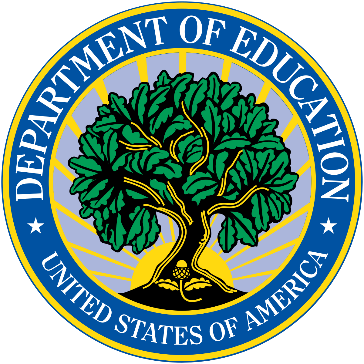 DEPARTMENT OF EDUCATION
UNITED STATES OF AMERICA